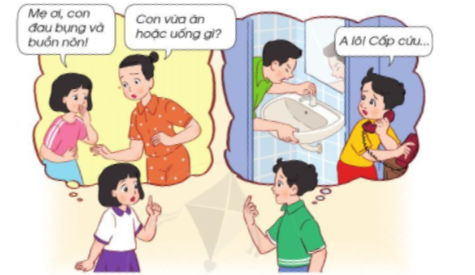 Mẹ ơi, con
đau bụng và
buồn nôn!
Con vừa ăn
hoặc uống gì?
A lô! Cấp cứu...